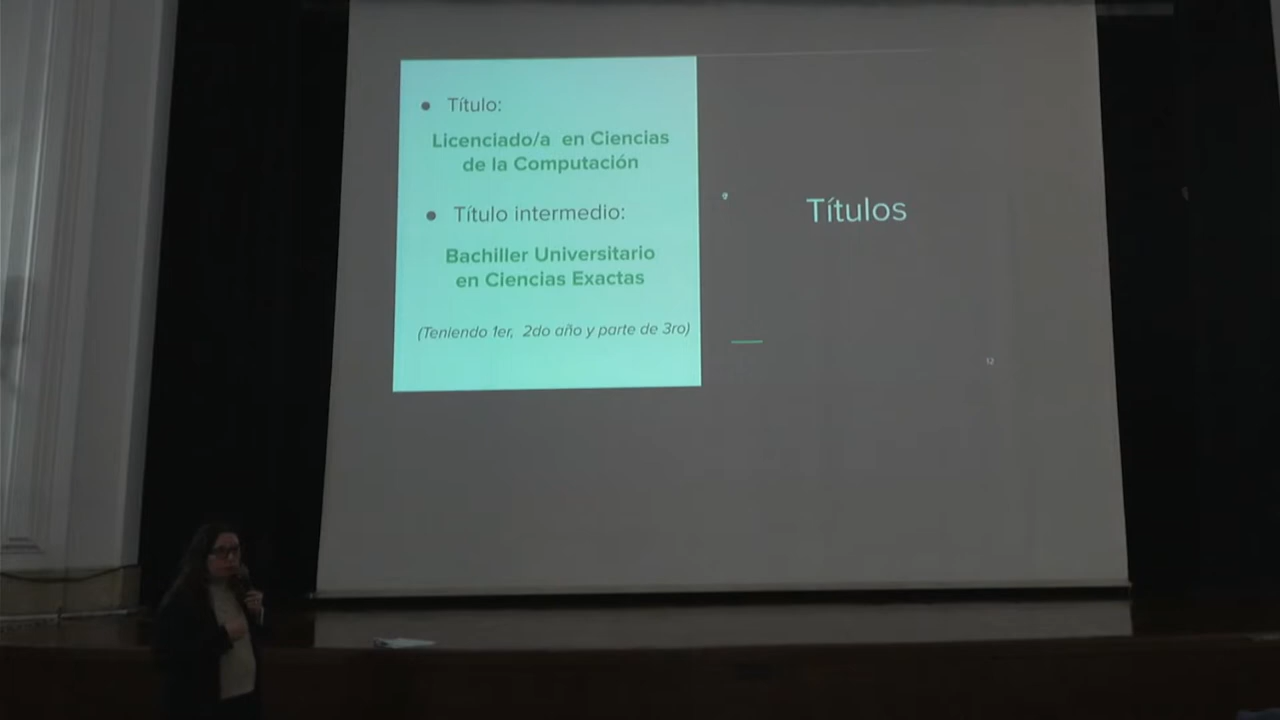 ● Título:
Licenciado/a en Ciencias
de la Computación
● Título intermedio:
Bachiller Universitario
en Ciencias Exactas
(Teniendo 1er, 2do año y parte de 3ro)
Títulos
12